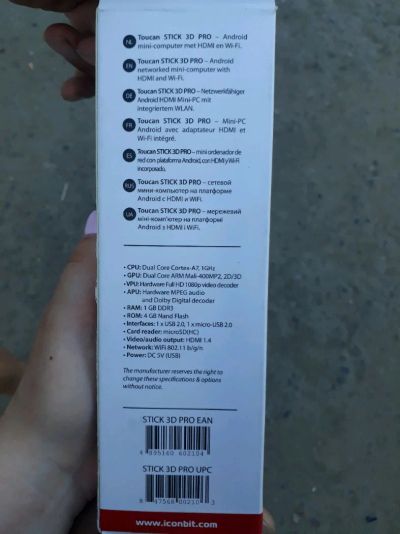 NL Toucan STICK 3D PRO – Android
mini-computer met HDMI en Wi-Fi.
EN Toucan STICK 3D PRO – Android
networked mini-computer with
HDMI and Wi-Fi.
DE Toucan STICK 3D PRO – Netzwerkfähiger
Android HDMI Mini-PC mit
integriertem WLAN.
FR Toucan STICK 3D PRO – Mini-PC
Android avec adaptateur HDMI et
Wi-Fi intégré.
ES Toucan STICK 3D PRO – mini ordenador de
red con plataforma Android, con HDMI y Wi-Fi
incorporado.
RUS Toucan STICK 3D PRO – сетевой
мини-компьютер на платформе
Android с HDMI и WiFi.
UA Toucan STICK 3D PRO – мережевий
міні-комп'ютер на платформі
Android з HDMI і WiFi.
• CPU: Dual Core Cortex-A7, 1GHz
• GPU: Dual Core ARM Mali-400MP2, 2D/3D
• VPU: Hardware Full HD 1080p video decoder
• APU: Hardware MPEG audio
and Dolby Digital decoder
• RAM: 1 GB DDR3
• ROM: 4 GB Nand Flash
• Interfaces: 1 x USB 2.0, 1 x micro-USB 2.0
• Card reader: microSD(HC)
• Video/audio output: HDMI 1.4
• Network: WiFi 802.11 b/g/n
• Power: DC 5V (USB)
The manufacturer reserves the right to
change these specifications & options
without notice.
STICK 3D PRO EAN
4 895180 602104
STICK 3D PRO UPC
3
www.iconbit.com